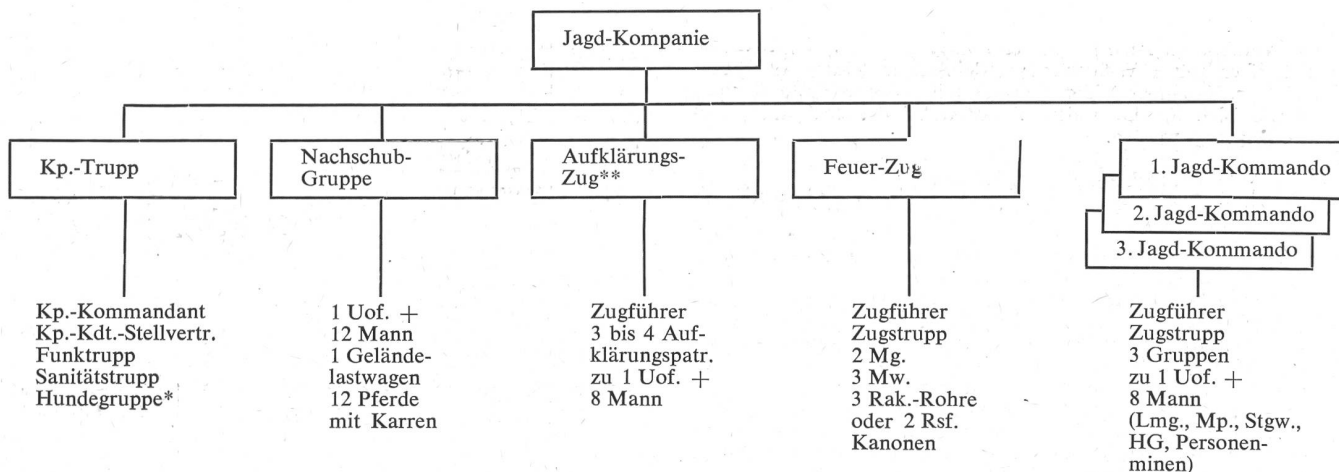 Jagd-Kompanie
Kp.-Trupp
Nachschub-
Gruppe
Aufklärungs-
Zug**
Feuer-Zug
1. Jagd-Kommando
2. Jagd-Kommando
3. Jagd-Kommando
Kp.-Kommandant
Kp.-Kdt.-Stellvertr.
Funktrupp
Sanitätstrupp
Hundegruppe*
1 Uof. +
12 Mann
1 Gelände-
lastwagen
12 Pferde
mit Karren
Zugführer
3 bis 4 Auf-
klärungspatr.
zu 1 Uof. +
8 Mann
Zugführer
Zugstrupp
2 Mg.
3 Mw.
3 Rak.-Rohre
oder 2 Rsf.
Kanonen
Zugführer
Zugstrupp
3 Gruppen
zu 1 Uof. +
8 Mann
(Lmg., Mp., Stgw.,
HG, Personen-
minen)